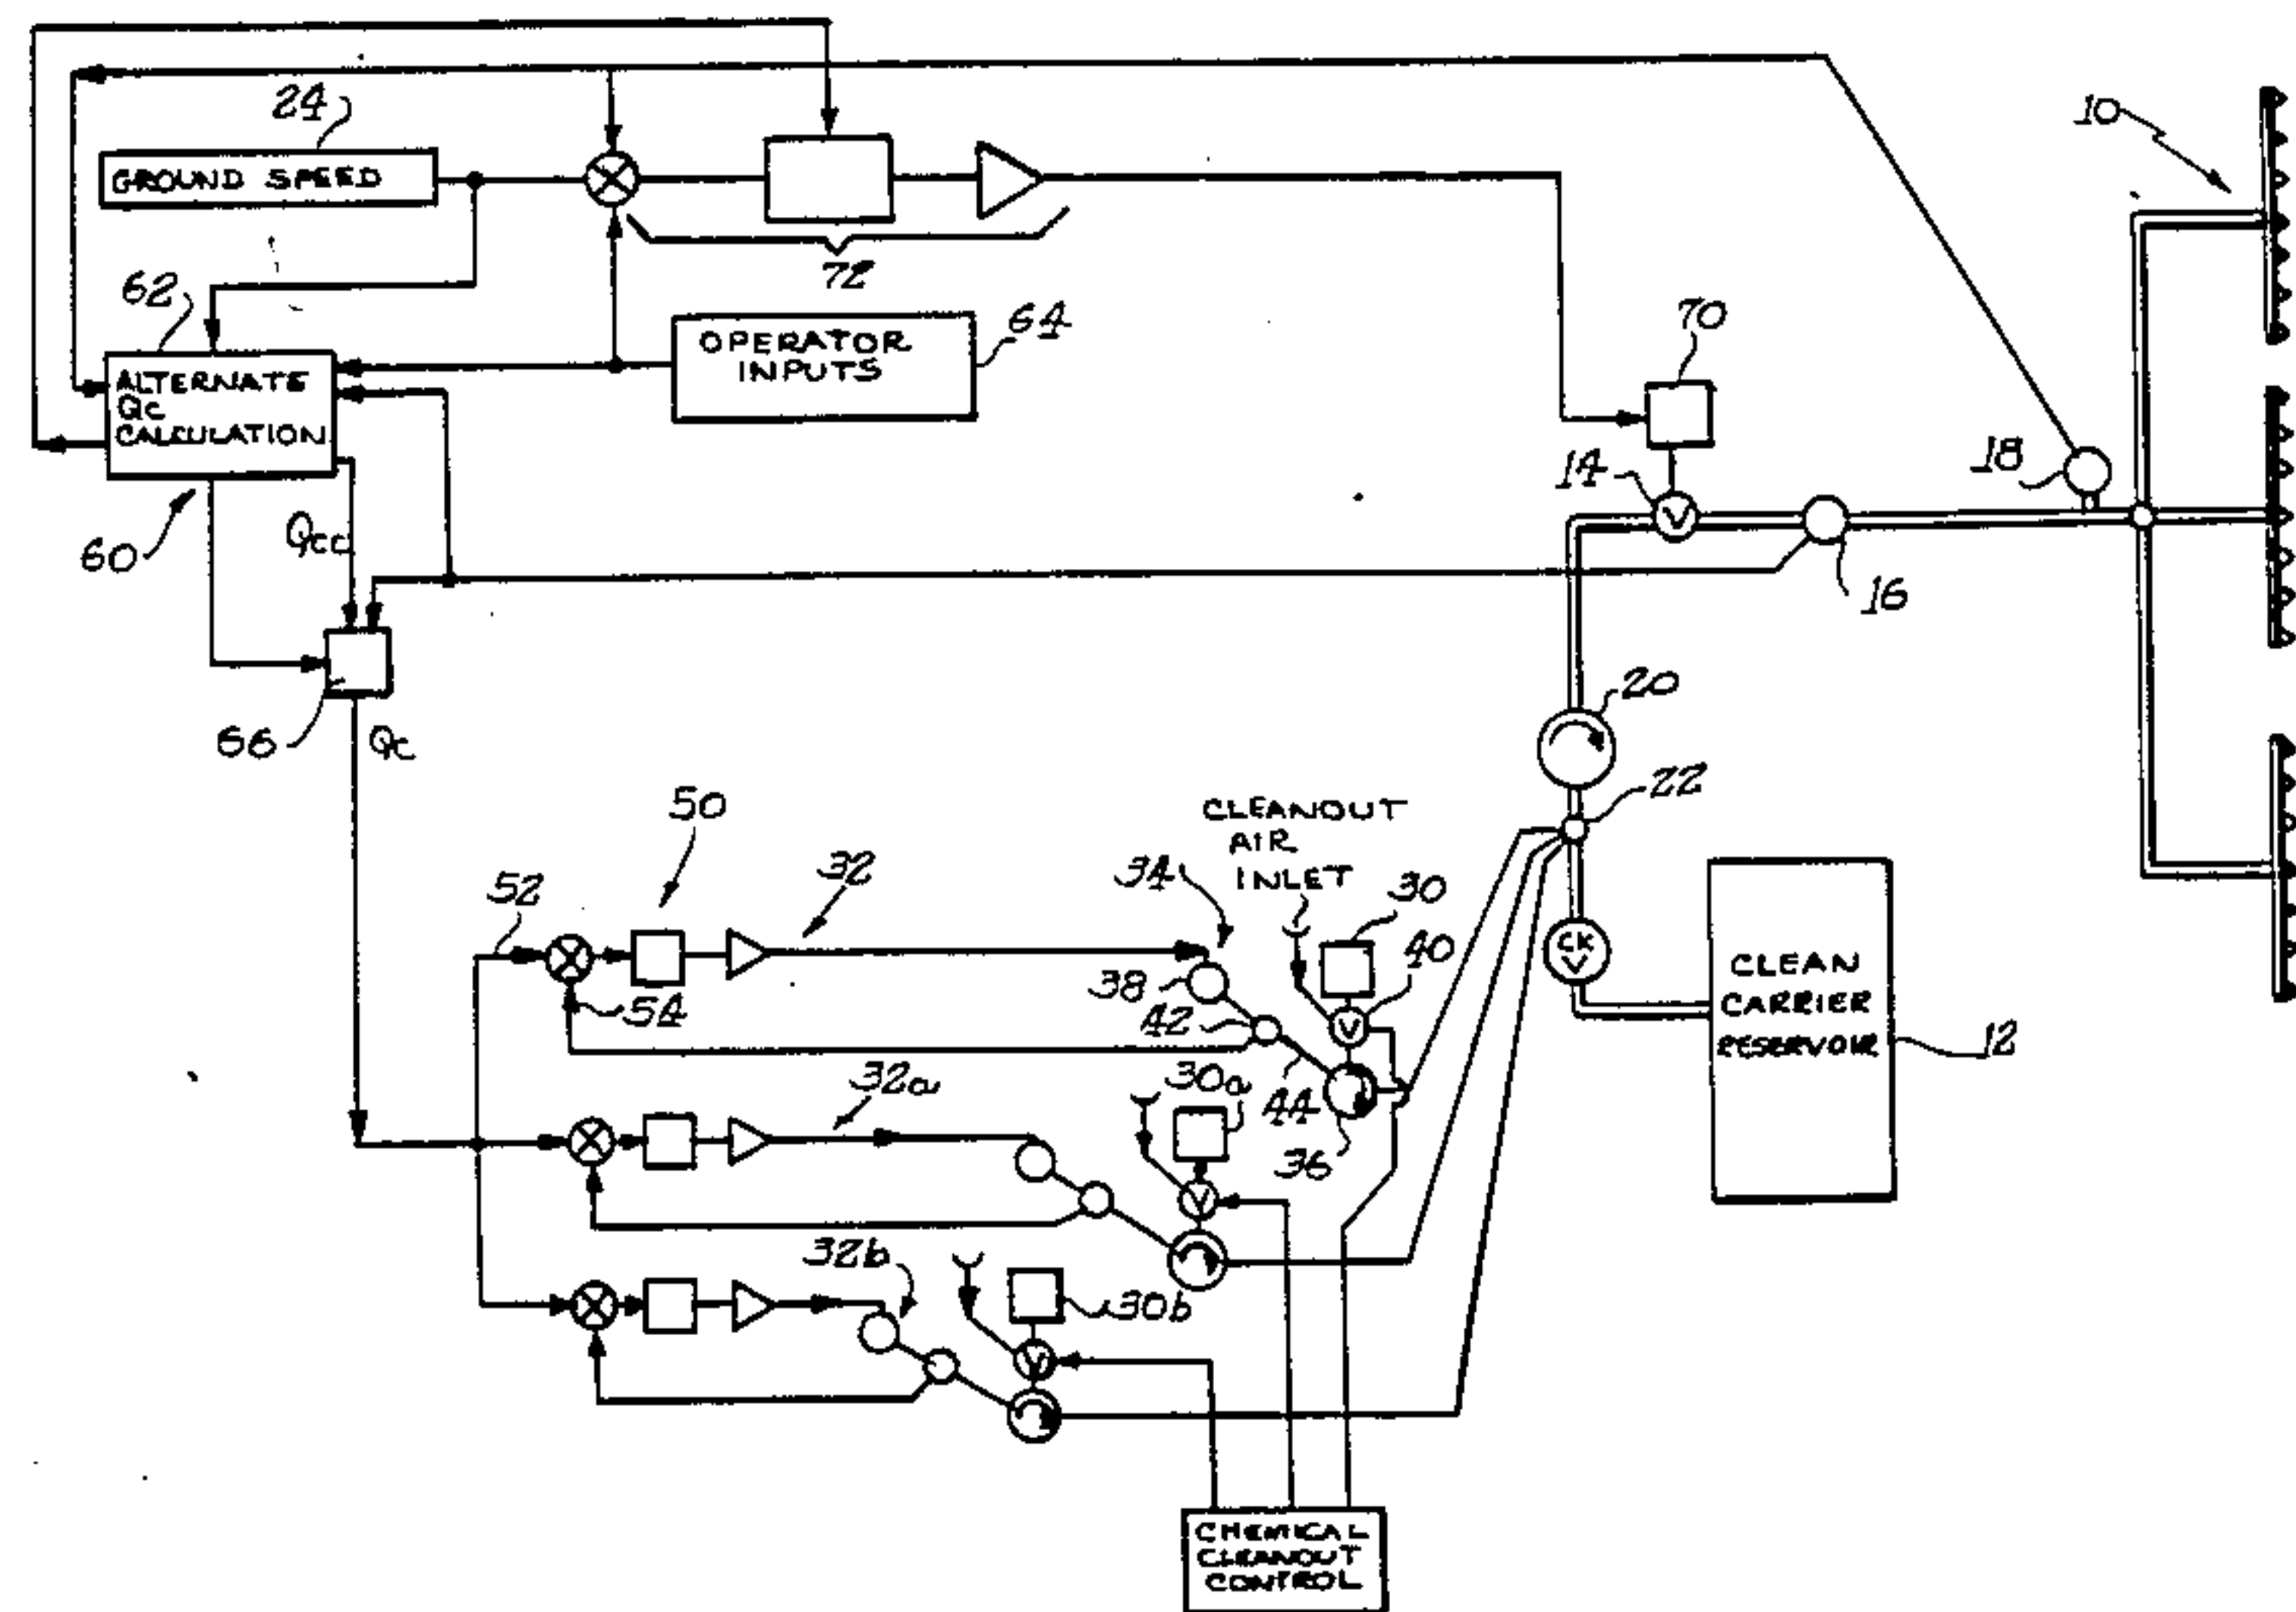 24
GROUND SPEED
10
72
62
OPERATOR
INPUTS
64
70
ALTERNATE
Qc
CALCULATION
14
18
60
Qcc
16
66
Qc
20
22
50
CLEANOUT
AIR
INLET
52
32
34
30
40
CK
V
CLEAN
CARRIER
RESERVOIR
12
38
54
42
V
V
32a
30a
44
36
V
32b
30b
V
CHEMICAL
CLEANOUT
CONTROL